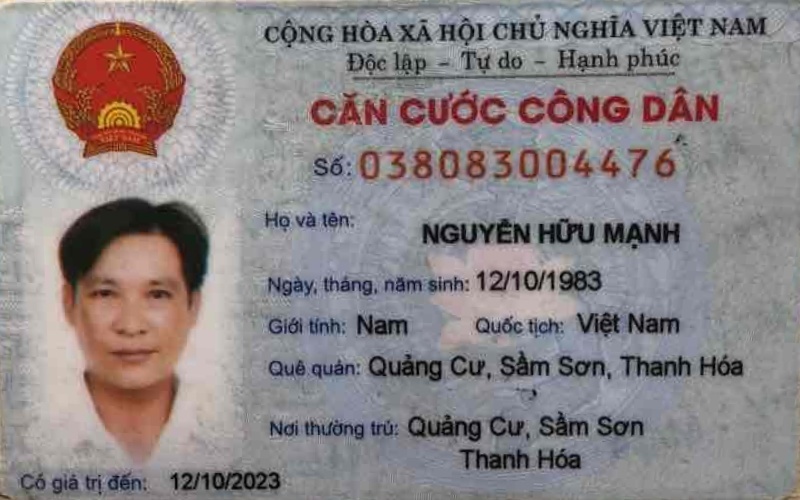 CỘNG HÒA XÃ HỘI CHỦ NGHĨA VIỆT NAM
Độc lập – Tự do – Hạnh phúc
CĂN CƯỚC CÔNG DÂN
Số: 038083004476
Họ và tên: NGUYỄN HỮU MẠNH
Ngày, tháng, năm sinh: 12/10/1983
Giới tính: Nam Quốc tịch: Việt Nam
Quê quán: Quảng Cư, Sầm Sơn, Thanh Hóa
Nơi thường trú: Quảng Cư, Sầm Sơn
Thanh Hóa
Có giá trị đến: 12/10/2023